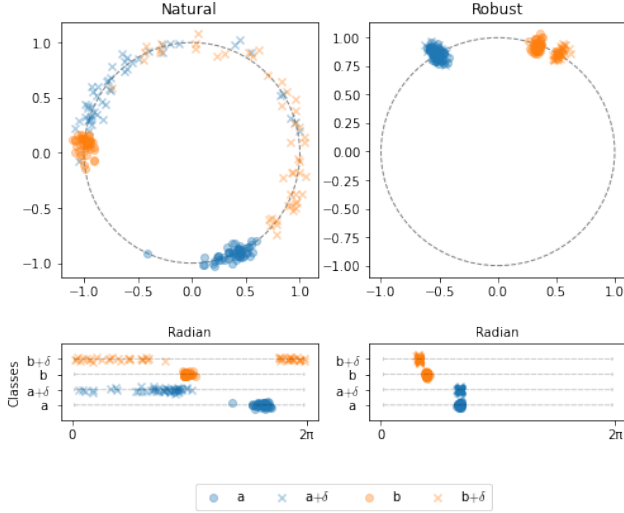 Natural
Robust
1.0
0.5
0.0
−0.5
−1.0
−1.0 −0.5 0.0 0.5 1.0
1.00
0.75
0.50
0.25
0.00
−0.25
−0.50
−0.75
−1.00
−1.0 −0.5 0.0 0.5 1.0
Radian
Classes
b+δ
b
a+δ
a
0 2π
Radian
b+δ
b
a+δ
a
0 2π
a a+δ b b+δ